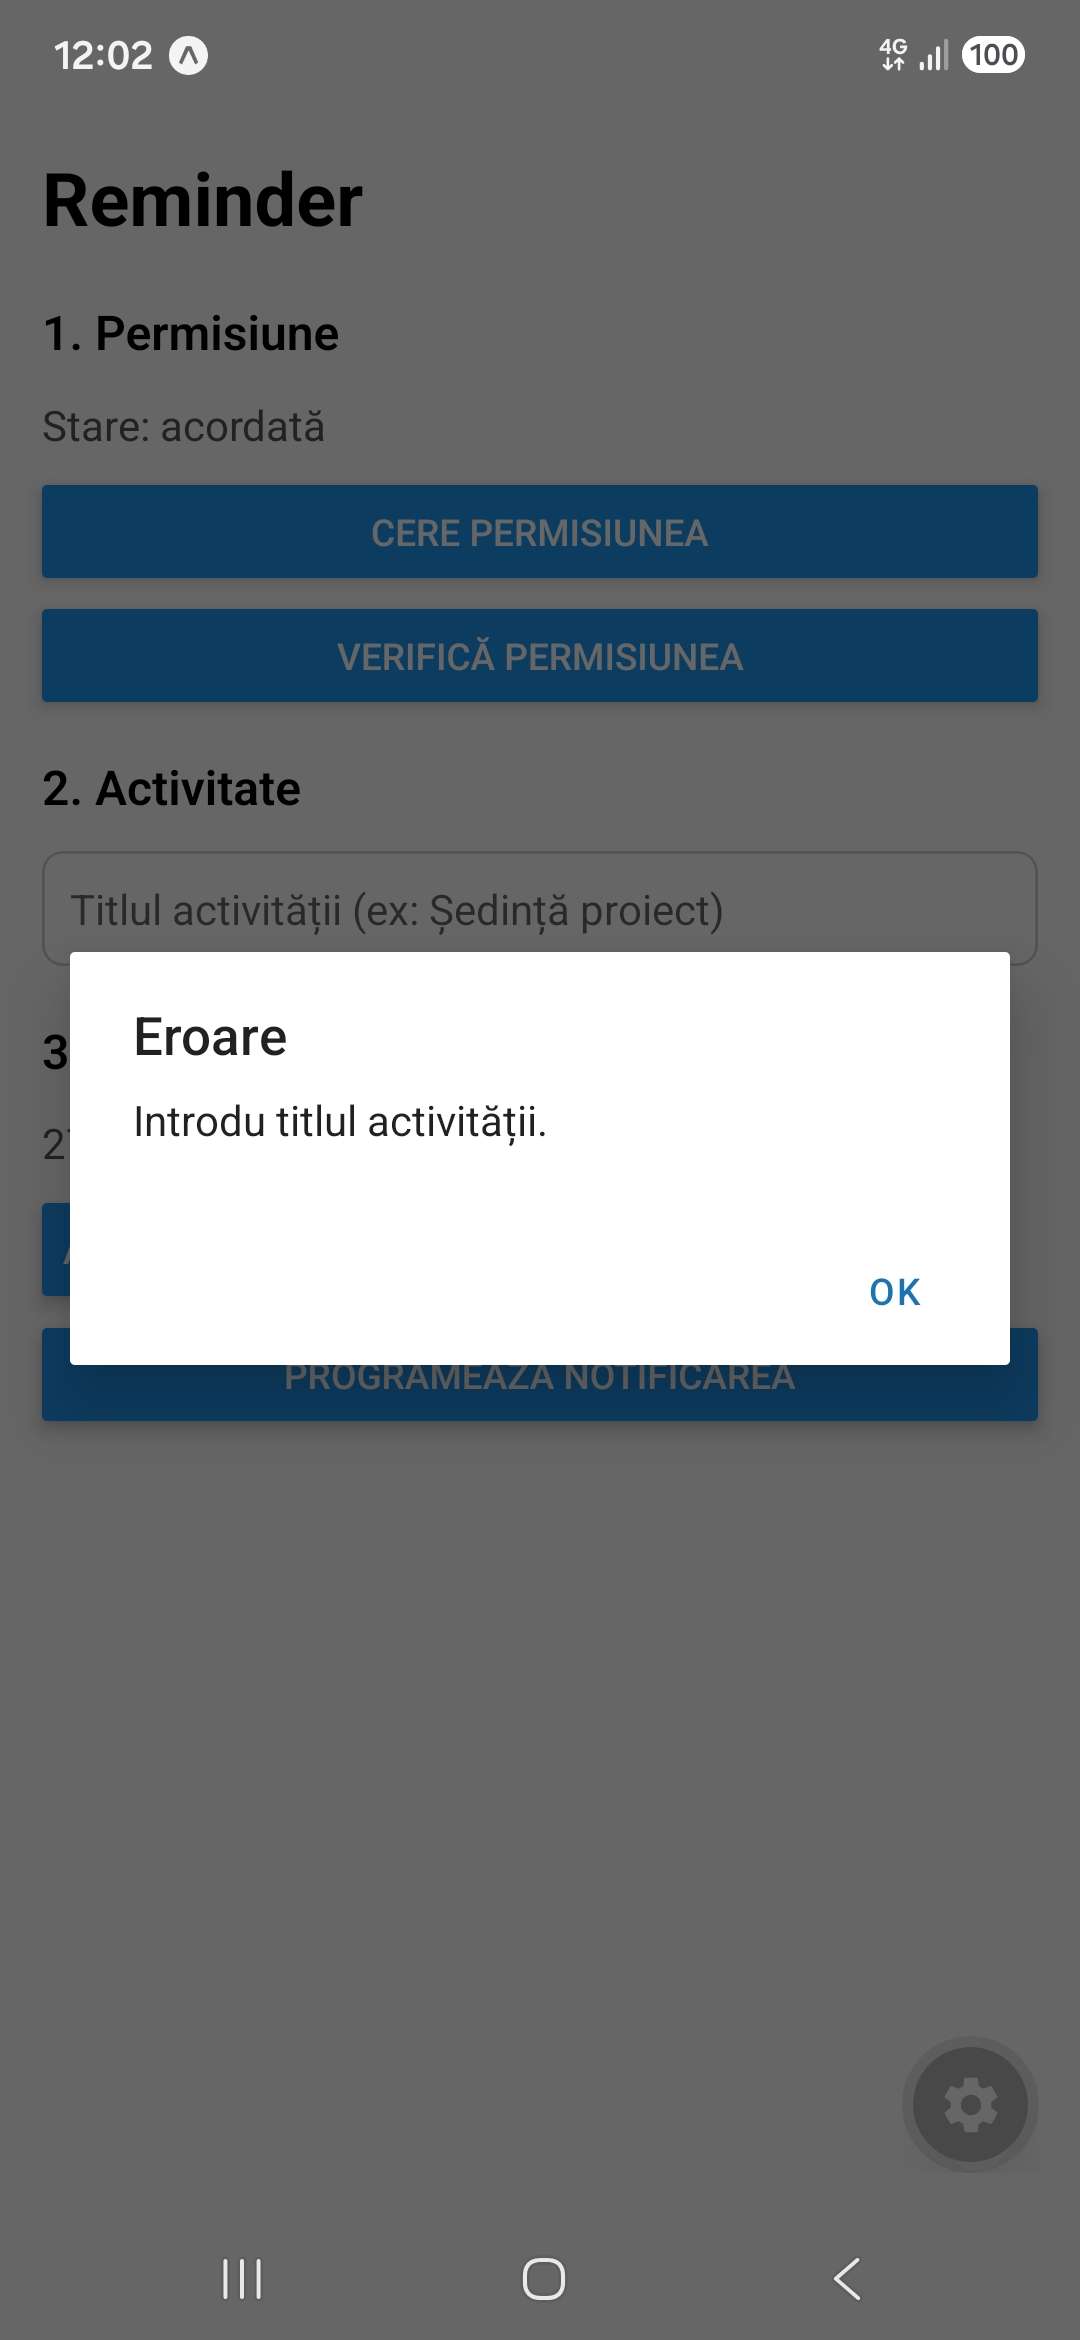 12:02
4G
100
Reminder
1. Permisiune
Stare: acordată
CERE PERMISIUNEA
VERIFICĂ PERMISIUNEA
2. Activitate
Titlul activității (ex: Ședință proiect)
3
Eroare
Introdu titlul activității.
OK
PROGRAMEAZĂ NOTIFICAREA